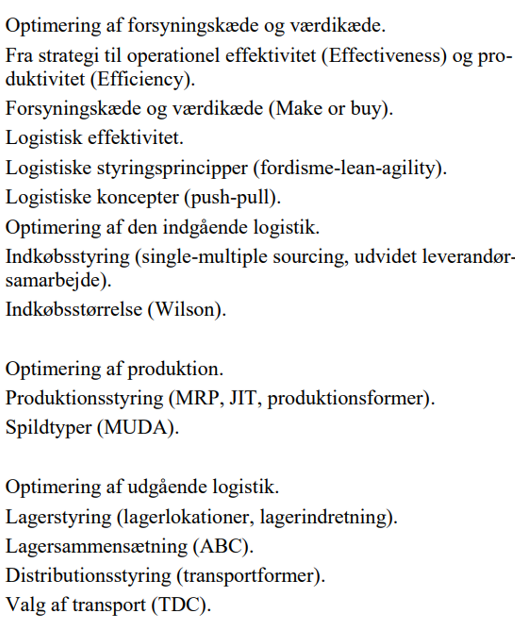 Optimering af forsyningskæde og værdikæde.
Fra strategi til operationel effektivitet (Effectiveness) og pro-
duktivitet (Efficiency).
Forsyningskæde og værdikæde (Make or buy).
Logistisk effektivitet.
Logistiske styringsprincipper (fordisme-lean-agility).
Logistiske koncepter (push-pull).
Optimering af den indgående logistik.
Indkøbsstyring (single-multiple sourcing, udvidet leverandør-
samarbejde).
Indkøbsstørrelse (Wilson).
Optimering af produktion.
Produktionsstyring (MRP, JIT, produktionsformer).
Spildtyper (MUDA).
Optimering af udgående logistik.
Lagerstyring (lagerlokationer, lagerindretning).
Lagersammensætning (ABC).
Distributionsstyring (transportformer).
Valg af transport (TDC).